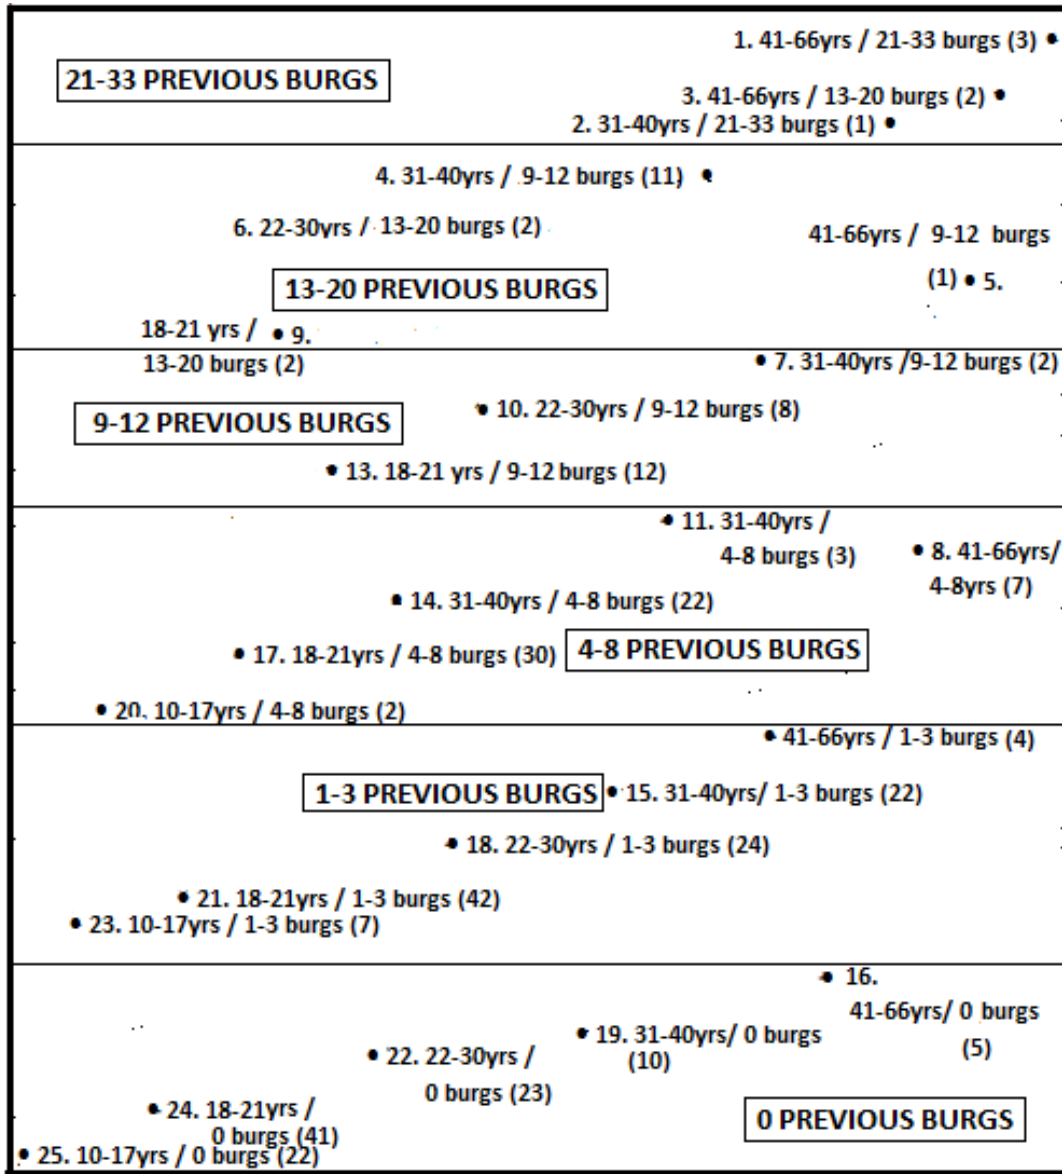 1. 41-66yrs / 21-33 burgs (3)
21-33 PREVIOUS BURGS
3. 41-66yrs / 13-20 burgs (2)
2. 31-40yrs / 21-33 burgs (1)
4. 31-40yrs / 9-12 burgs (11)
6. 22-30yrs / 13-20 burgs (2)
41-66yrs / 9-12 burgs
(1) 5.
13-20 PREVIOUS BURGS
18-21 yrs / 9.
13-20 burgs (2)
7. 31-40yrs /9-12 burgs (2)
9-12 PREVIOUS BURGS
10. 22-30yrs / 9-12 burgs (8)
13. 18-21 yrs / 9-12 burgs (12)
11. 31-40yrs /
4-8 burgs (3)
8. 41-66yrs/
4-8yrs (7)
14. 31-40yrs / 4-8 burgs (22)
17. 18-21yrs / 4-8 burgs (30)
4-8 PREVIOUS BURGS
20. 10-17yrs / 4-8 burgs (2)
41-66yrs / 1-3 burgs (4)
1-3 PREVIOUS BURGS
15. 31-40yrs/ 1-3 burgs (22)
18. 22-30yrs / 1-3 burgs (24)
21. 18-21yrs / 1-3 burgs (42)
23. 10-17yrs / 1-3 burgs (7)
16.
41-66yrs/ 0 burgs
(5)
19. 31-40yrs/ 0 burgs
(10)
22. 22-30yrs /
0 burgs (23)
24. 18-21yrs /
0 burgs (41)
0 PREVIOUS BURGS
25. 10-17yrs / 0 burgs (22)